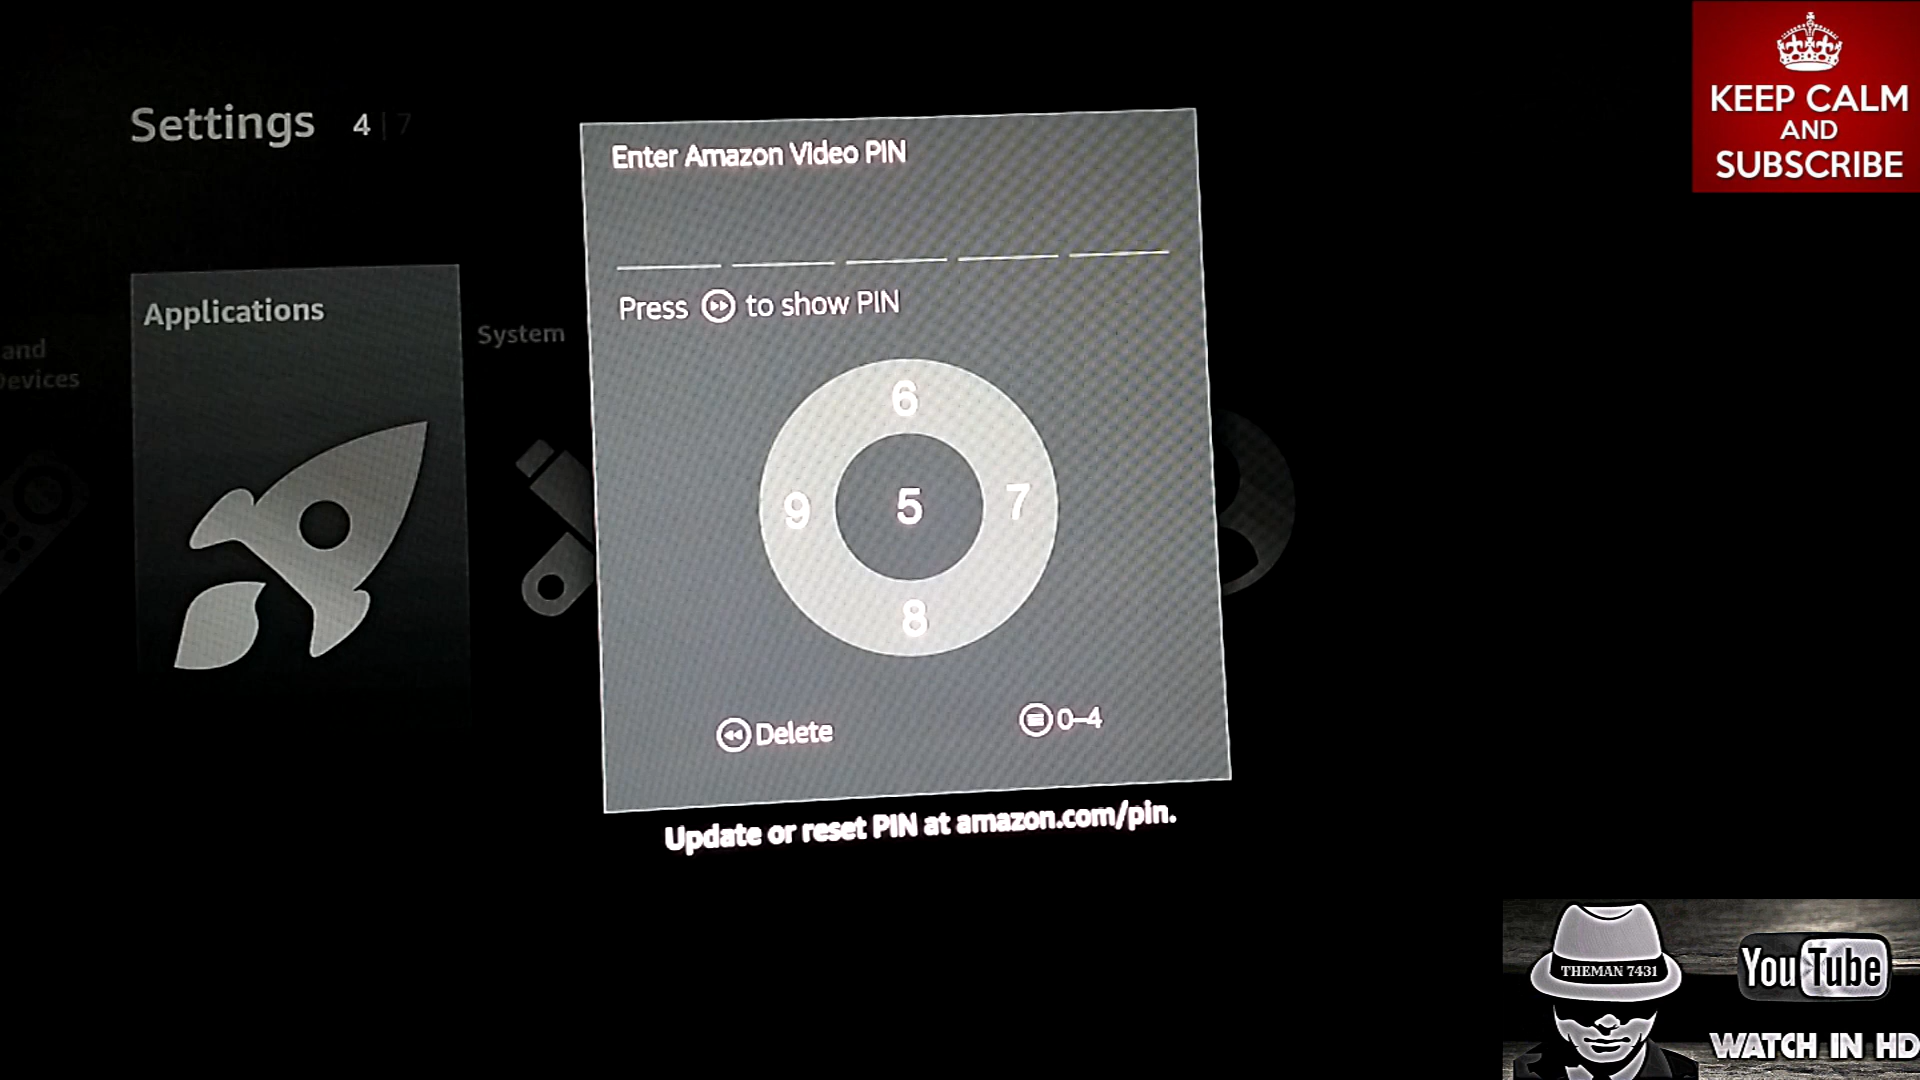 Settings 4 | 7
Enter Amazon Video PIN
Press to show PIN
Applications
System
and
Devices
6
9 5 7
8
Delete 0–4
Update or reset PIN at amazon.com/pin.
KEEP CALM
AND
SUBSCRIBE
THEMAN 7431
YouTube
WATCH IN HD